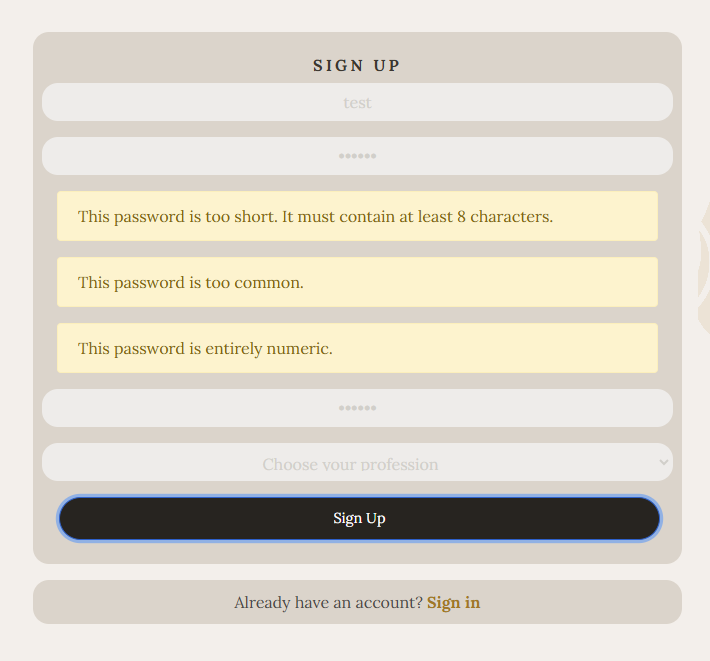 SIGN UP
test
••••••
This password is too short. It must contain at least 8 characters.
This password is too common.
This password is entirely numeric.
••••••
Choose your profession
Sign Up
Already have an account? Sign in